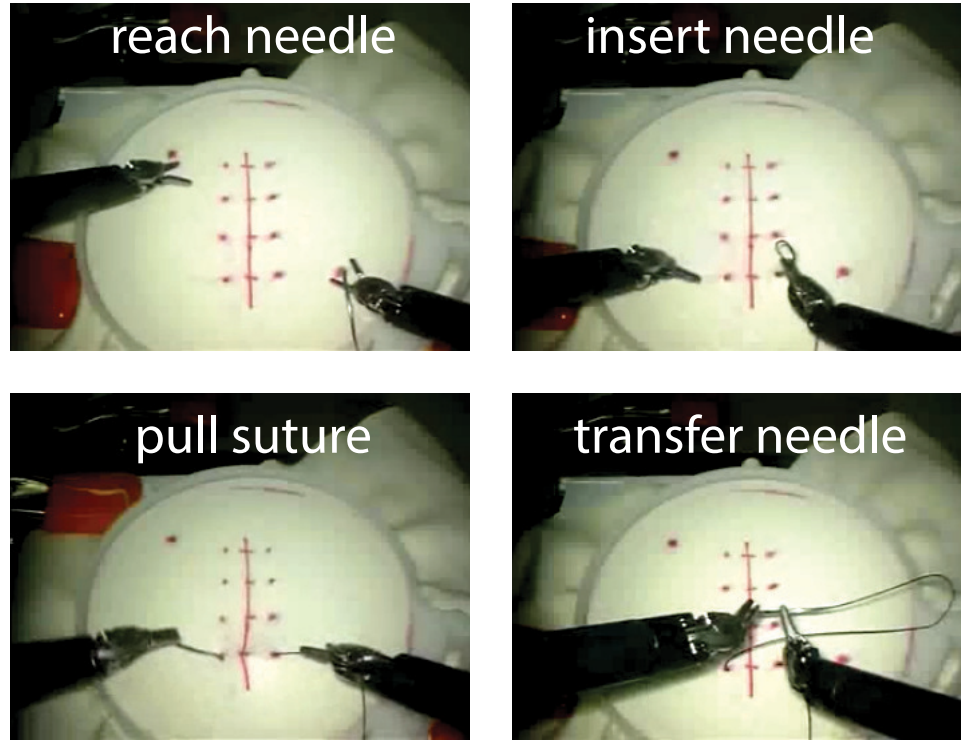 reach needle
insert needle
pull suture
transfer needle